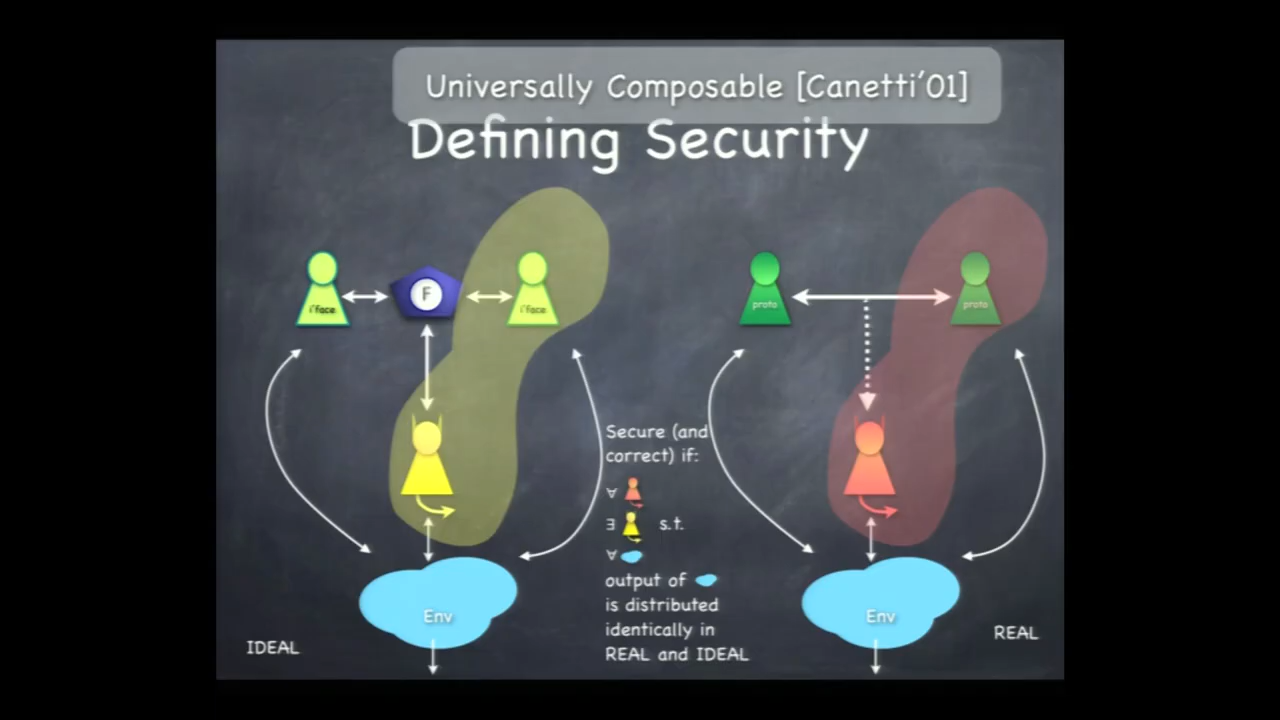 Universally Composable [Canetti'01]
Defining Security
i'face
F
i'face
proto
proto
Secure (and
correct) if:
∀
∃ s.t.
∀
output of
is distributed
identically in
REAL and IDEAL
Env
Env
IDEAL
REAL